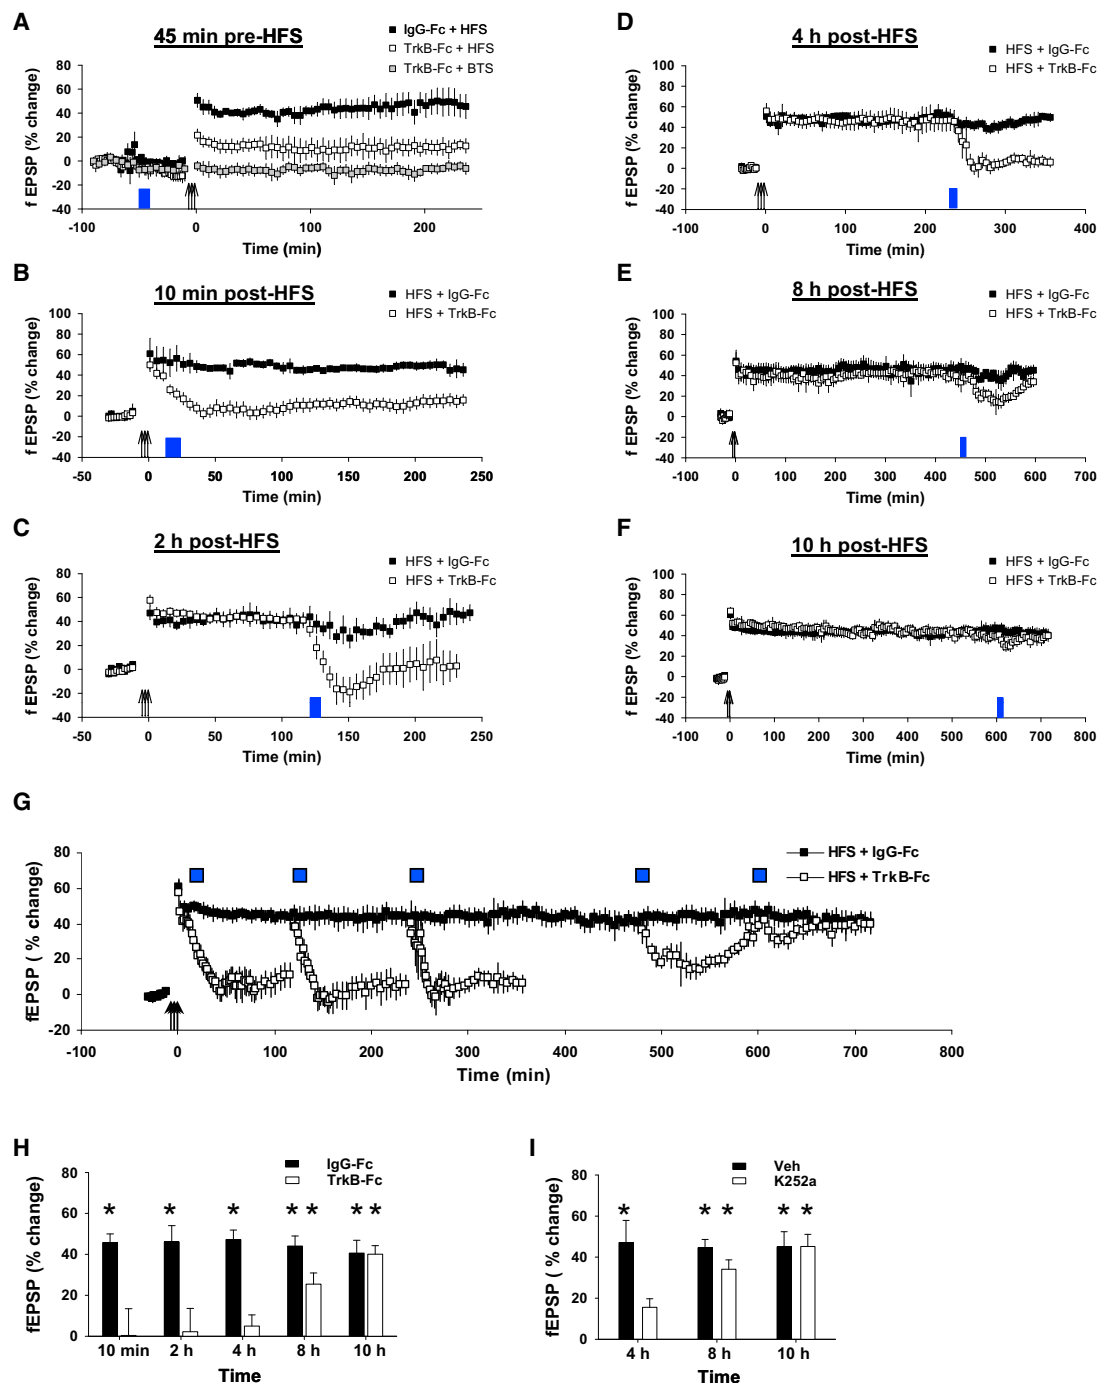 A
45 min pre-HFS
IgG-Fc + HFS
TrkB-Fc + HFS
TrkB-Fc + BTS
f EPSP (% change)
80
60
40
20
0
-20
-40
-100 0 100 200
Time (min)
D
4 h post-HFS
HFS + IgG-Fc
HFS + TrkB-Fc
f EPSP (% change)
100
80
60
40
20
0
-20
-40
-100 0 100 200 300 400
Time (min)
B
10 min post-HFS
HFS + IgG-Fc
HFS + TrkB-Fc
f EPSP (% change)
100
80
60
40
20
0
-20
-40
-50 0 50 100 150 200 250
Time (min)
E
8 h post-HFS
HFS + IgG-Fc
HFS + TrkB-Fc
f EPSP (% change)
100
80
60
40
20
0
-20
-40
-100 0 100 200 300 400 500 600 700
Time (min)
C
2 h post-HFS
HFS + IgG-Fc
HFS + TrkB-Fc
f EPSP (% change)
80
60
40
20
0
-20
-40
-50 0 50 100 150 200 250
Time (min)
F
10 h post-HFS
HFS + IgG-Fc
HFS + TrkB-Fc
f EPSP (% change)
100
80
60
40
20
0
-20
-40
-100 0 100 200 300 400 500 600 700 800
Time (min)
G
HFS + IgG-Fc
HFS + TrkB-Fc
fEPSP ( % change)
80
60
40
20
0
-20
-100 0 100 200 300 400 500 600 700 800
Time (min)
H
IgG-Fc
TrkB-Fc
fEPSP (% change)
80
60
40
20
0
* * * * * * *
10 min 2 h 4 h 8 h 10 h
Time
I
Veh
K252a
fEPSP ( % change)
80
60
40
20
0
* * * * *
4 h 8 h 10 h
Time